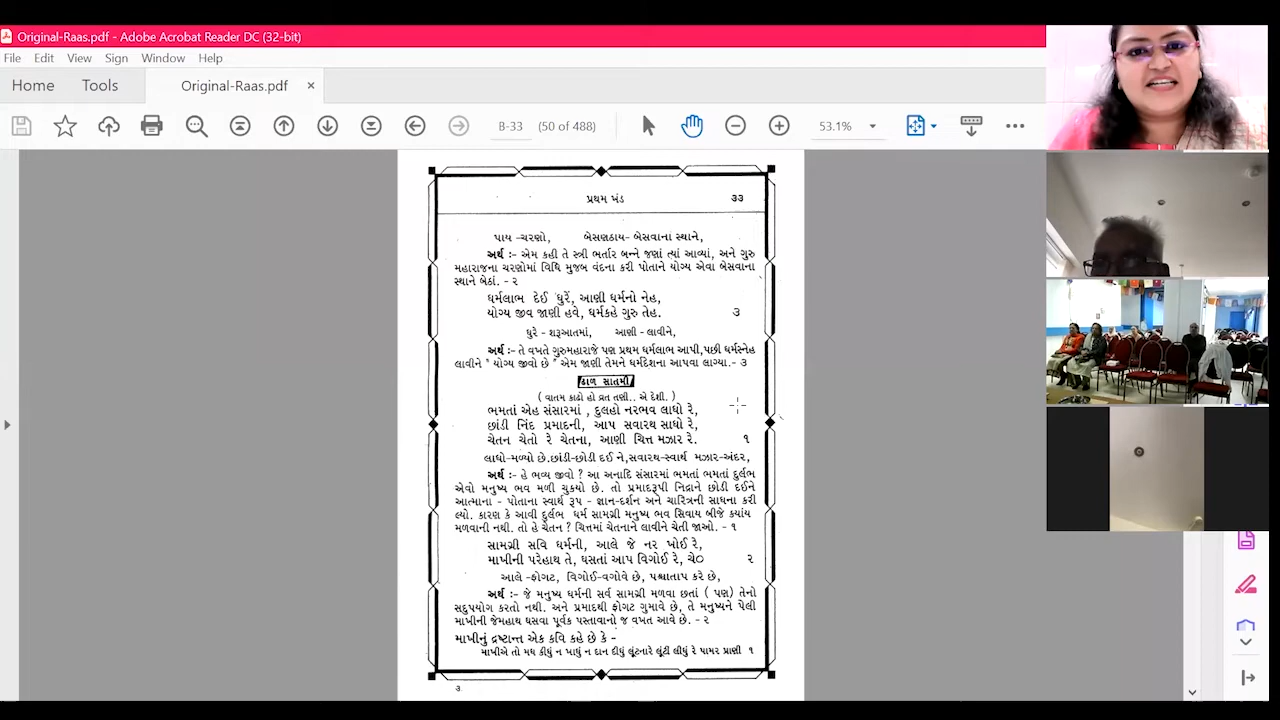 Original-Raas.pdf - Adobe Acrobat Reader DC (32-bit)
File Edit View Sign Window Help
Home Tools Original-Raas.pdf ×
B-33 (50 of 488) 53.1%
પ્રથમ ખંડ ૩૩
પાય -ચરણો, બેસણઠાય- બેસવાનાં સ્થાને,
અર્થ :- એમ કહી તે સ્ત્રી ભર્તાર બન્ને જણાં ત્યાં આવ્યાં, અને ગુરુ
મહારાજના ચરણોમાં વિધિ મુજબ વંદના કરી પોતાને યોગ્ય એવા બેસવાના
સ્થાને બેઠાં. - ૨
ધર્મલાભ દેઈ ધુરેં, આણી ધર્મનો નેહ,
યોગ્ય જીવ જાણી હવે, ધર્મકહે ગુરુ તેહ. ૩
ધુરે - શરૂઆતમાં, આણી - લાવીને,
અર્થ :- તે વખતે ગુરુમહારાજે પણ પ્રથમ ધર્મલાભ આપી,પછી ધર્મસ્નેહ
લાવીને " યોગ્ય જીવો છે " એમ જાણી તેમને ધર્મદેશના આપવા લાગ્યા.- ૩
ઢાળ સાતમી
( વાતમ કાઢો હો વ્રત તણી.. એ દેશી. )
ભમતાં એહ સંસારમાં , દુલહો નરભવ લાધો રે,
છાંડી નિંદ પ્રમાદની, આપ સવારથ સાધો રે,
ચેતન ચેતો રે ચેતના, આણી ચિત્ત મઝાર રે. ૧
લાધો-મળ્યો છે.છાંડી-છોડી દઈ ને,સવારથ-સ્વાર્થ મઝાર-અંદર,
અર્થ :- હે ભવ્ય જીવો ? આ અનાદિ સંસારમાં ભમતાં ભમતાં દુર્લભ
એવો મનુષ્ય ભવ મળી ચુકયો છે. તો પ્રમાદરૂપી નિદ્રાને છોડી દઈને
આત્માના - પોતાના સ્વાર્થ રૂપ - જ્ઞાન-દર્શન અને ચારિત્રની સાધના કરી
લ્યો. કારણ કે આવી દુર્લભ ધર્મ સામગ્રી મનુષ્ય ભવ સિવાય બીજે કયાંય
મળવાની નથી. તો હે ચેતન ? ચિત્તમાં ચેતનાને લાવીને ચેતી જાઓ. - ૧
સામગ્રી સવિ ધર્મની, આલે જે નર ખોઈ રે,
માખીની પરેહાથ તે, ઘસતાં આપ વિગોઈ રે, ચે૦ ૨
આલે -ફોગટ, વિગોઈ-વગોવે છે, પશ્ચાતાપ કરે છે,
અર્થ :- જે મનુષ્ય ધર્મની સર્વ સામગ્રી મળવા છતાં ( પણ) તેનો
સદુપયોગ કરતો નથી. અને પ્રમાદથી ફોગટ ગુમાવે છે, તે મનુષ્યને પેલી
માખીની જેમહાથ ઘસવા પૂર્વક પસ્તાવાનો જ વખત આવે છે. - ૨
માખીનું દ્રષ્ટાન્ત એક કવિ કહે છે કે -
માખીએ તો મધ કીધું ન ખાધું ન દાન દીધું લૂંટનારે લૂંટી લીધું રે પામર પ્રાણી ૧
૩.